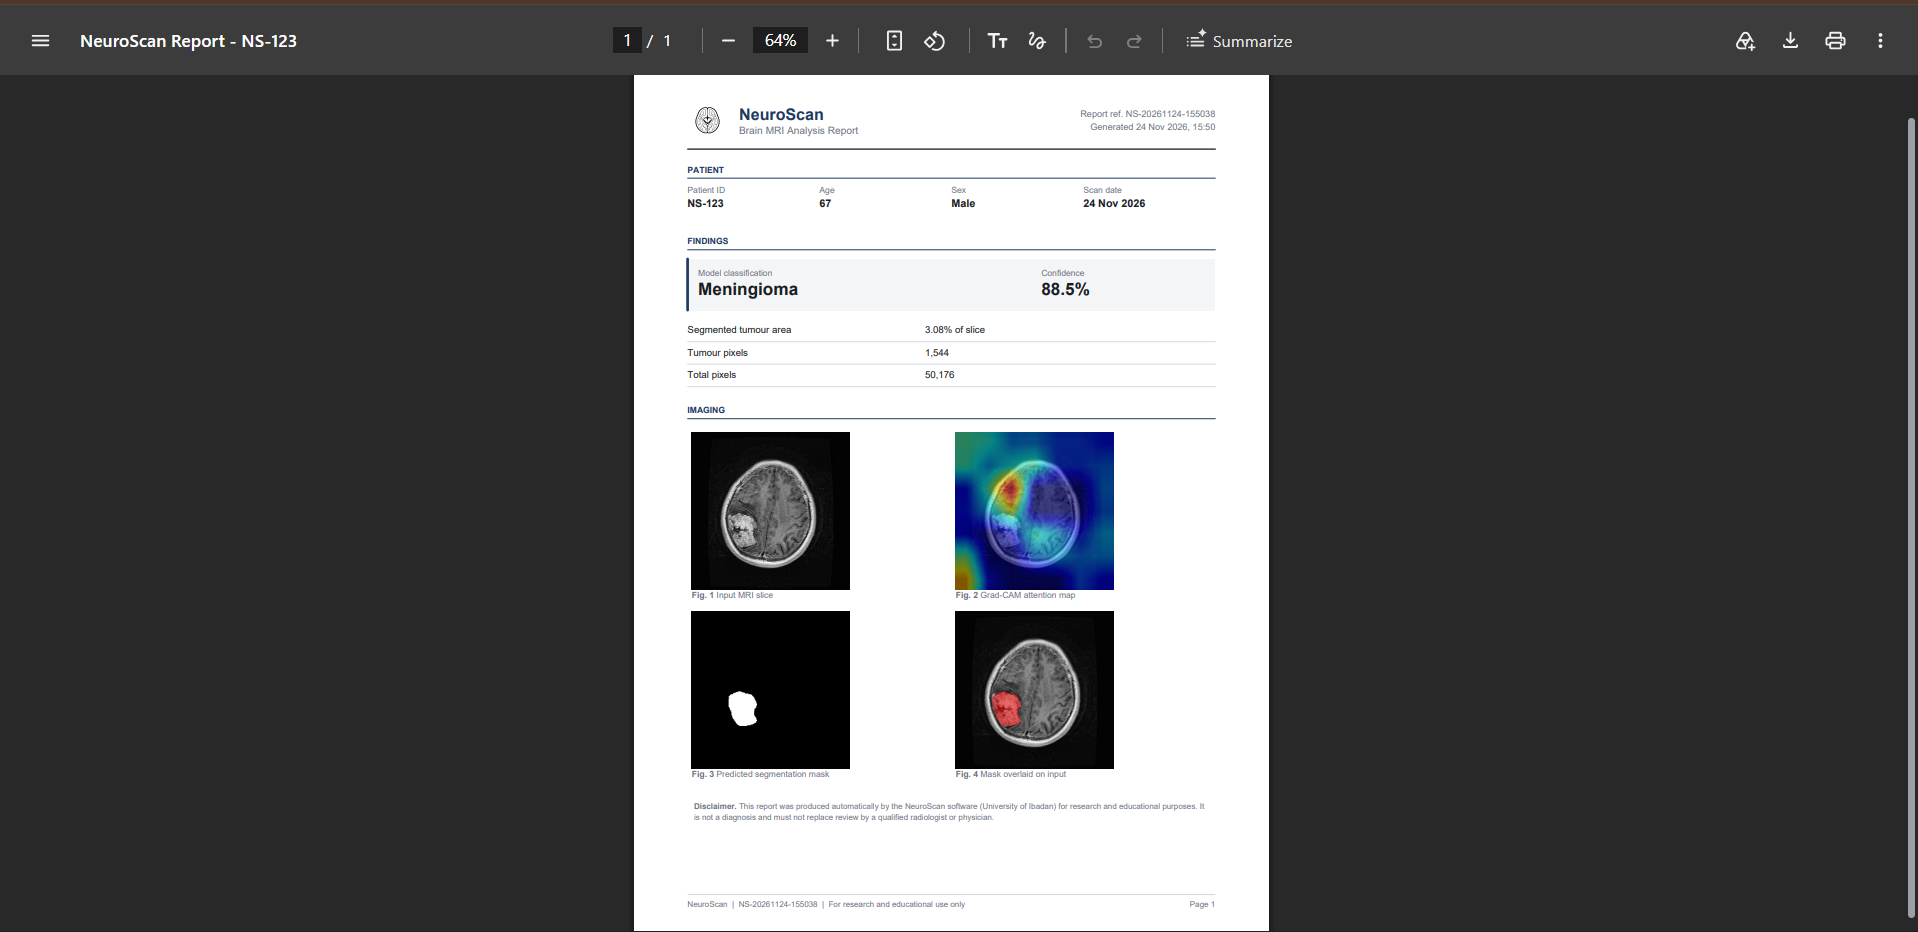 NeuroScan Report - NS-123
1 / 1
64%
Summarize
NeuroScan
Brain MRI Analysis Report
Report ref. NS-20261124-155038
Generated 24 Nov 2026, 15:50
PATIENT
Patient ID Age Sex Scan date
NS-123 67 Male 24 Nov 2026
FINDINGS
Model classification Confidence
Meningioma 88.5%
Segmented tumour area 3.08% of slice
Tumour pixels 1,544
Total pixels 50,176
IMAGING
Fig. 1 Input MRI slice
Fig. 2 Grad-CAM attention map
Fig. 3 Predicted segmentation mask
Fig. 4 Mask overlaid on input
Disclaimer. This report was produced automatically by the NeuroScan software (University of Ibadan) for research and educational purposes. It
is not a diagnosis and must not replace review by a qualified radiologist or physician.
NeuroScan | NS-20261124-155038 | For research and educational use only Page 1